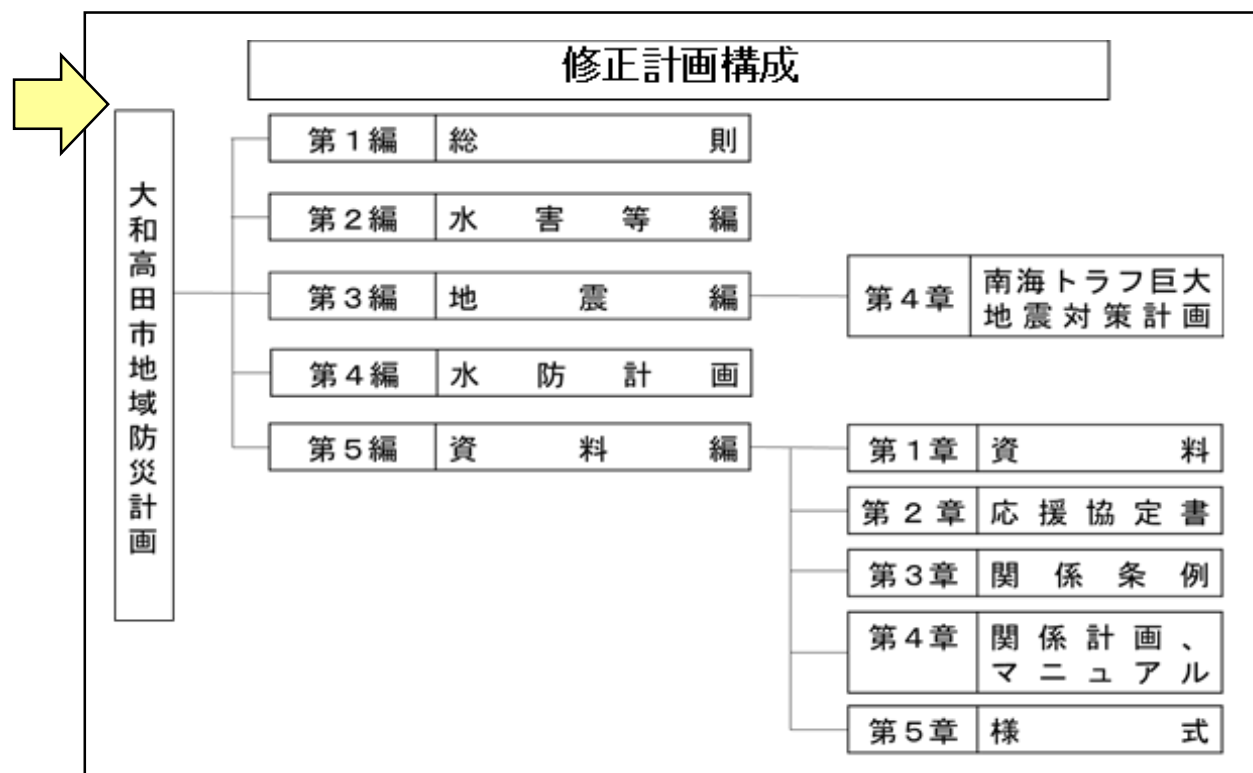 修正計画構成
大和高田市地域防災計画
第1編 総則
第2編 水害等編
第3編 地震編
第4章 南海トラフ巨大
地震対策計画
第4編 水防計画
第5編 資料編
第1章 資料
第2章 応援協定書
第3章 関係条例
第4章 関係計画、
マニュアル
第5章 様式